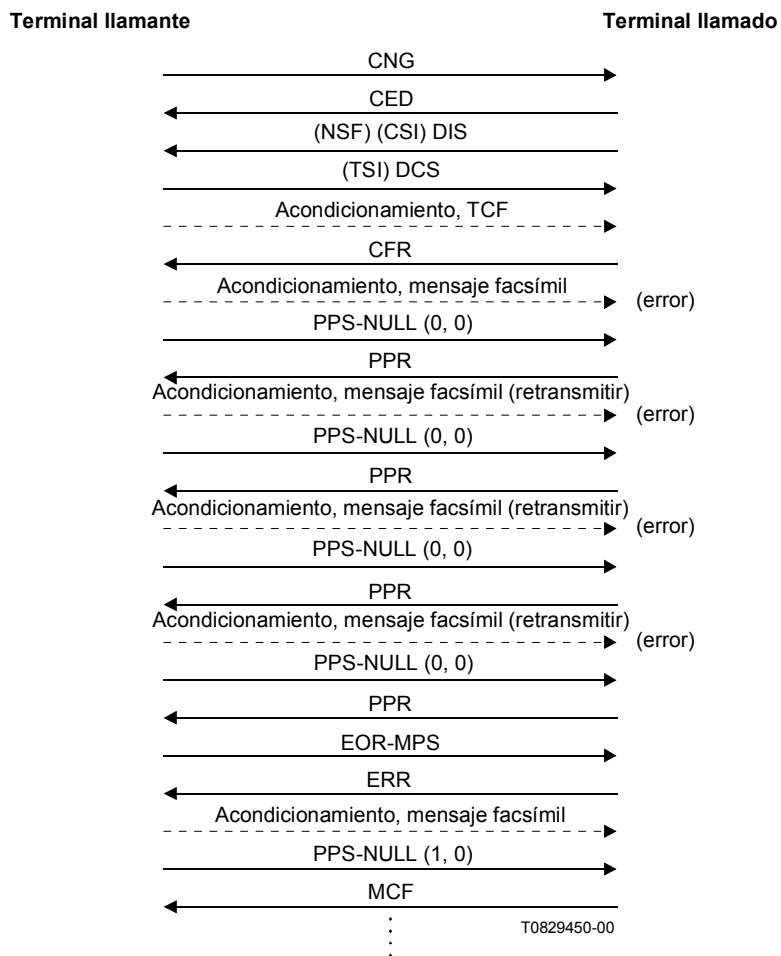 Terminal llamante Terminal llamado
CNG
CED
(NSF) (CSI) DIS
(TSI) DCS
Acondicionamiento, TCF
CFR
Acondicionamiento, mensaje facsímil (error)
PPS-NULL (0, 0)
PPR
Acondicionamiento, mensaje facsímil (retransmitir) (error)
PPS-NULL (0, 0)
PPR
Acondicionamiento, mensaje facsímil (retransmitir) (error)
PPS-NULL (0, 0)
PPR
Acondicionamiento, mensaje facsímil (retransmitir) (error)
PPS-NULL (0, 0)
PPR
EOR-MPS
ERR
Acondicionamiento, mensaje facsímil
PPS-NULL (1, 0)
MCF
T0829450-00